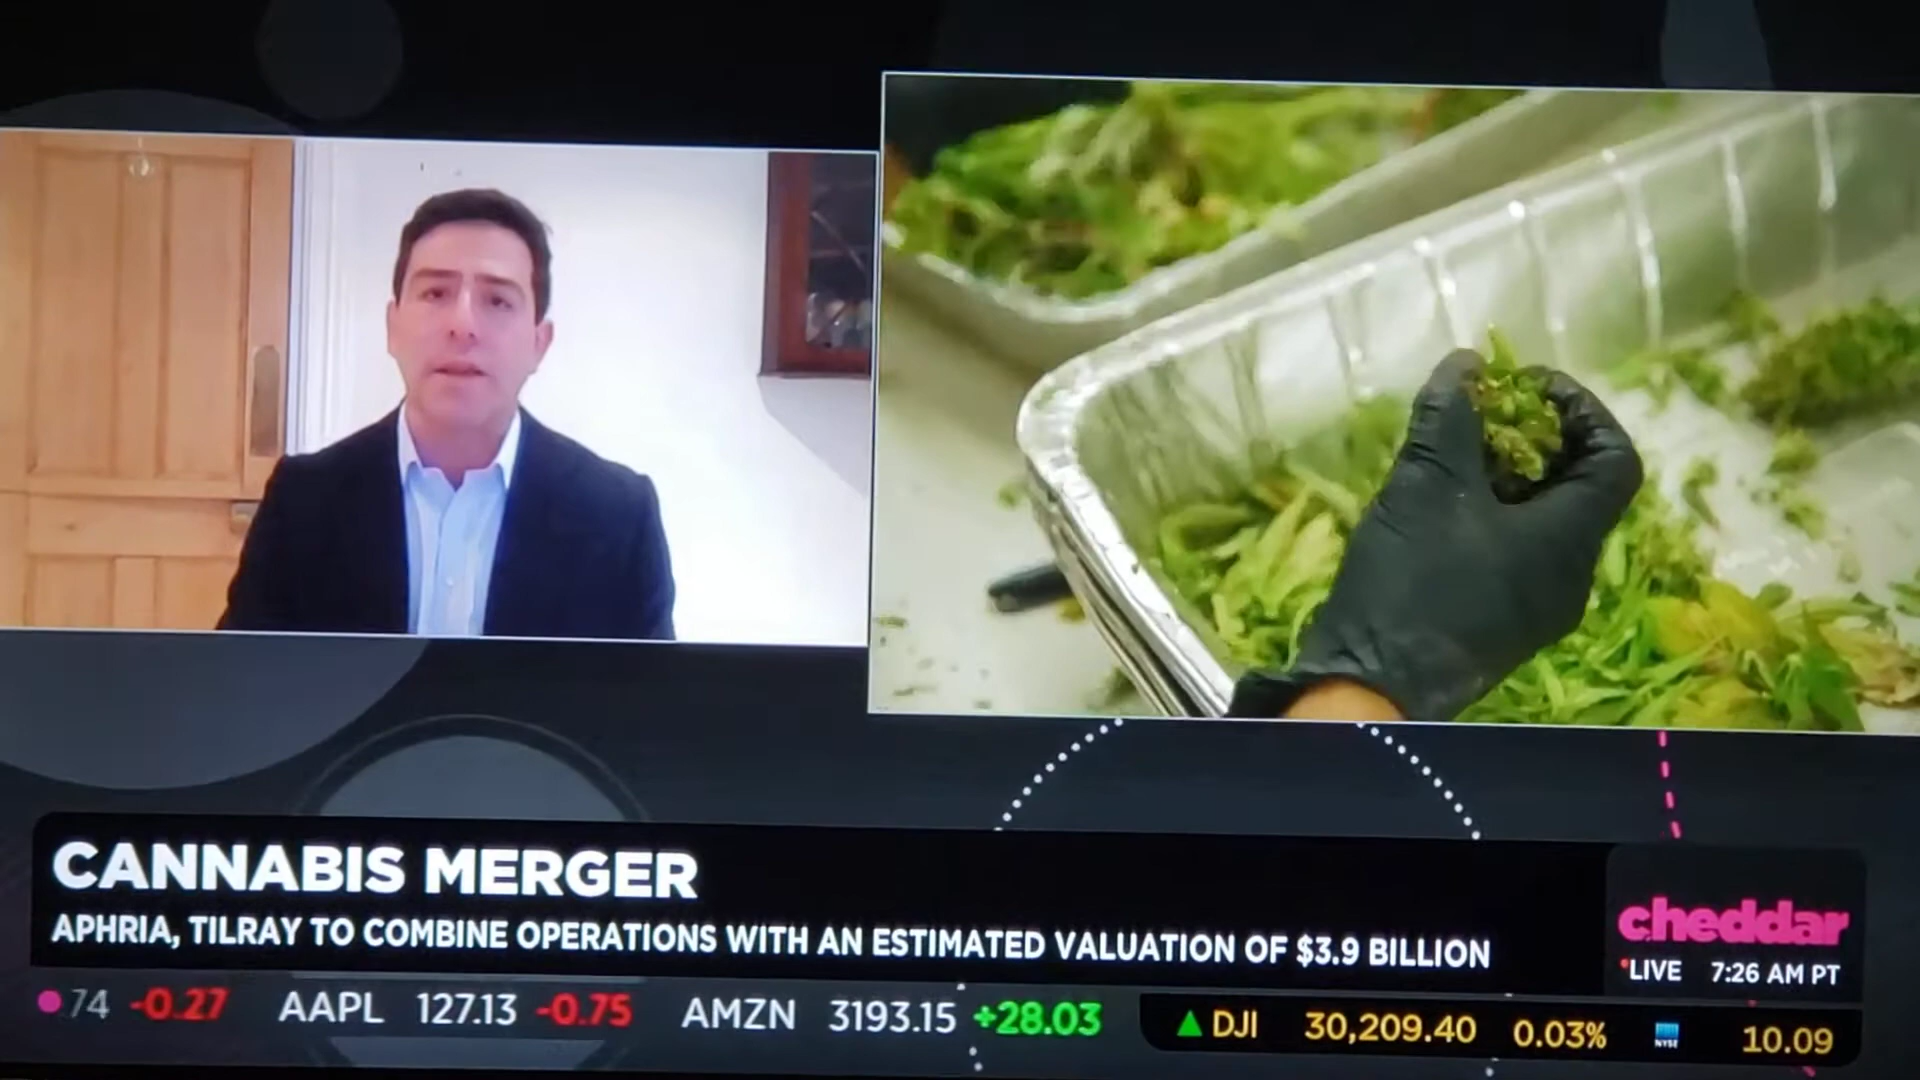 CANNABIS MERGER
APHRIA, TILRAY TO COMBINE OPERATIONS WITH AN ESTIMATED VALUATION OF $3.9 BILLION
cheddar
LIVE 7:26 AM PT
74 -0.27 AAPL 127.13 -0.75 AMZN 3193.15 +28.03
DJI 30,209.40 0.03% NYSE 10.09